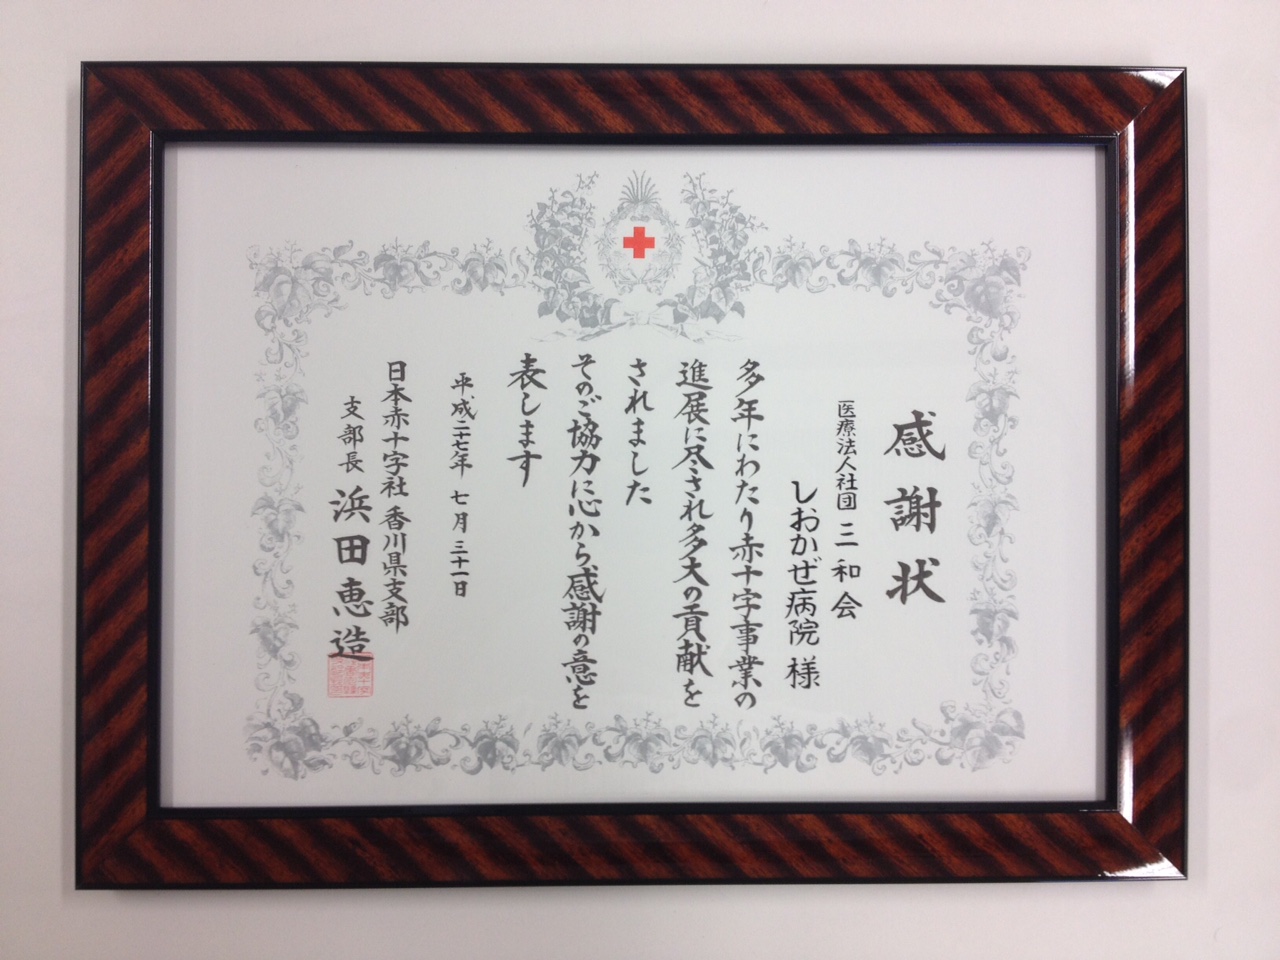 感謝状
医療法人社団 三和会
しおかぜ病院 様
多年にわたり赤十字事業の
進展に尽され多大の貢献を
されました
そのご協力に心から感謝の意を
表します
平成二十七年 七月 三十一日
日本赤十字社 香川県支部
支部長 浜田恵造